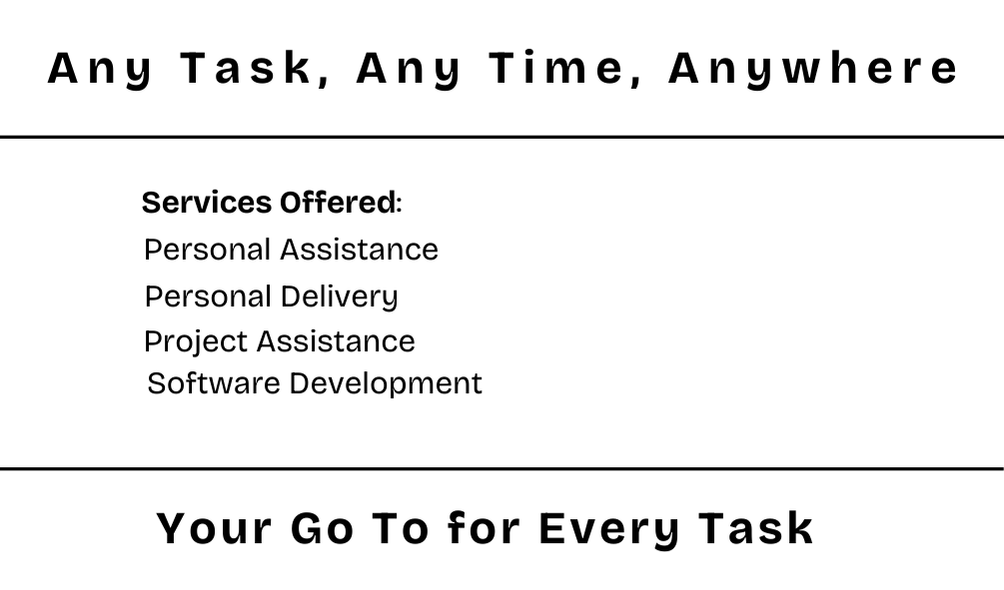 Any Task, Any Time, Anywhere
Services Offered:
Personal Assistance
Personal Delivery
Project Assistance
Software Development
Your Go To for Every Task